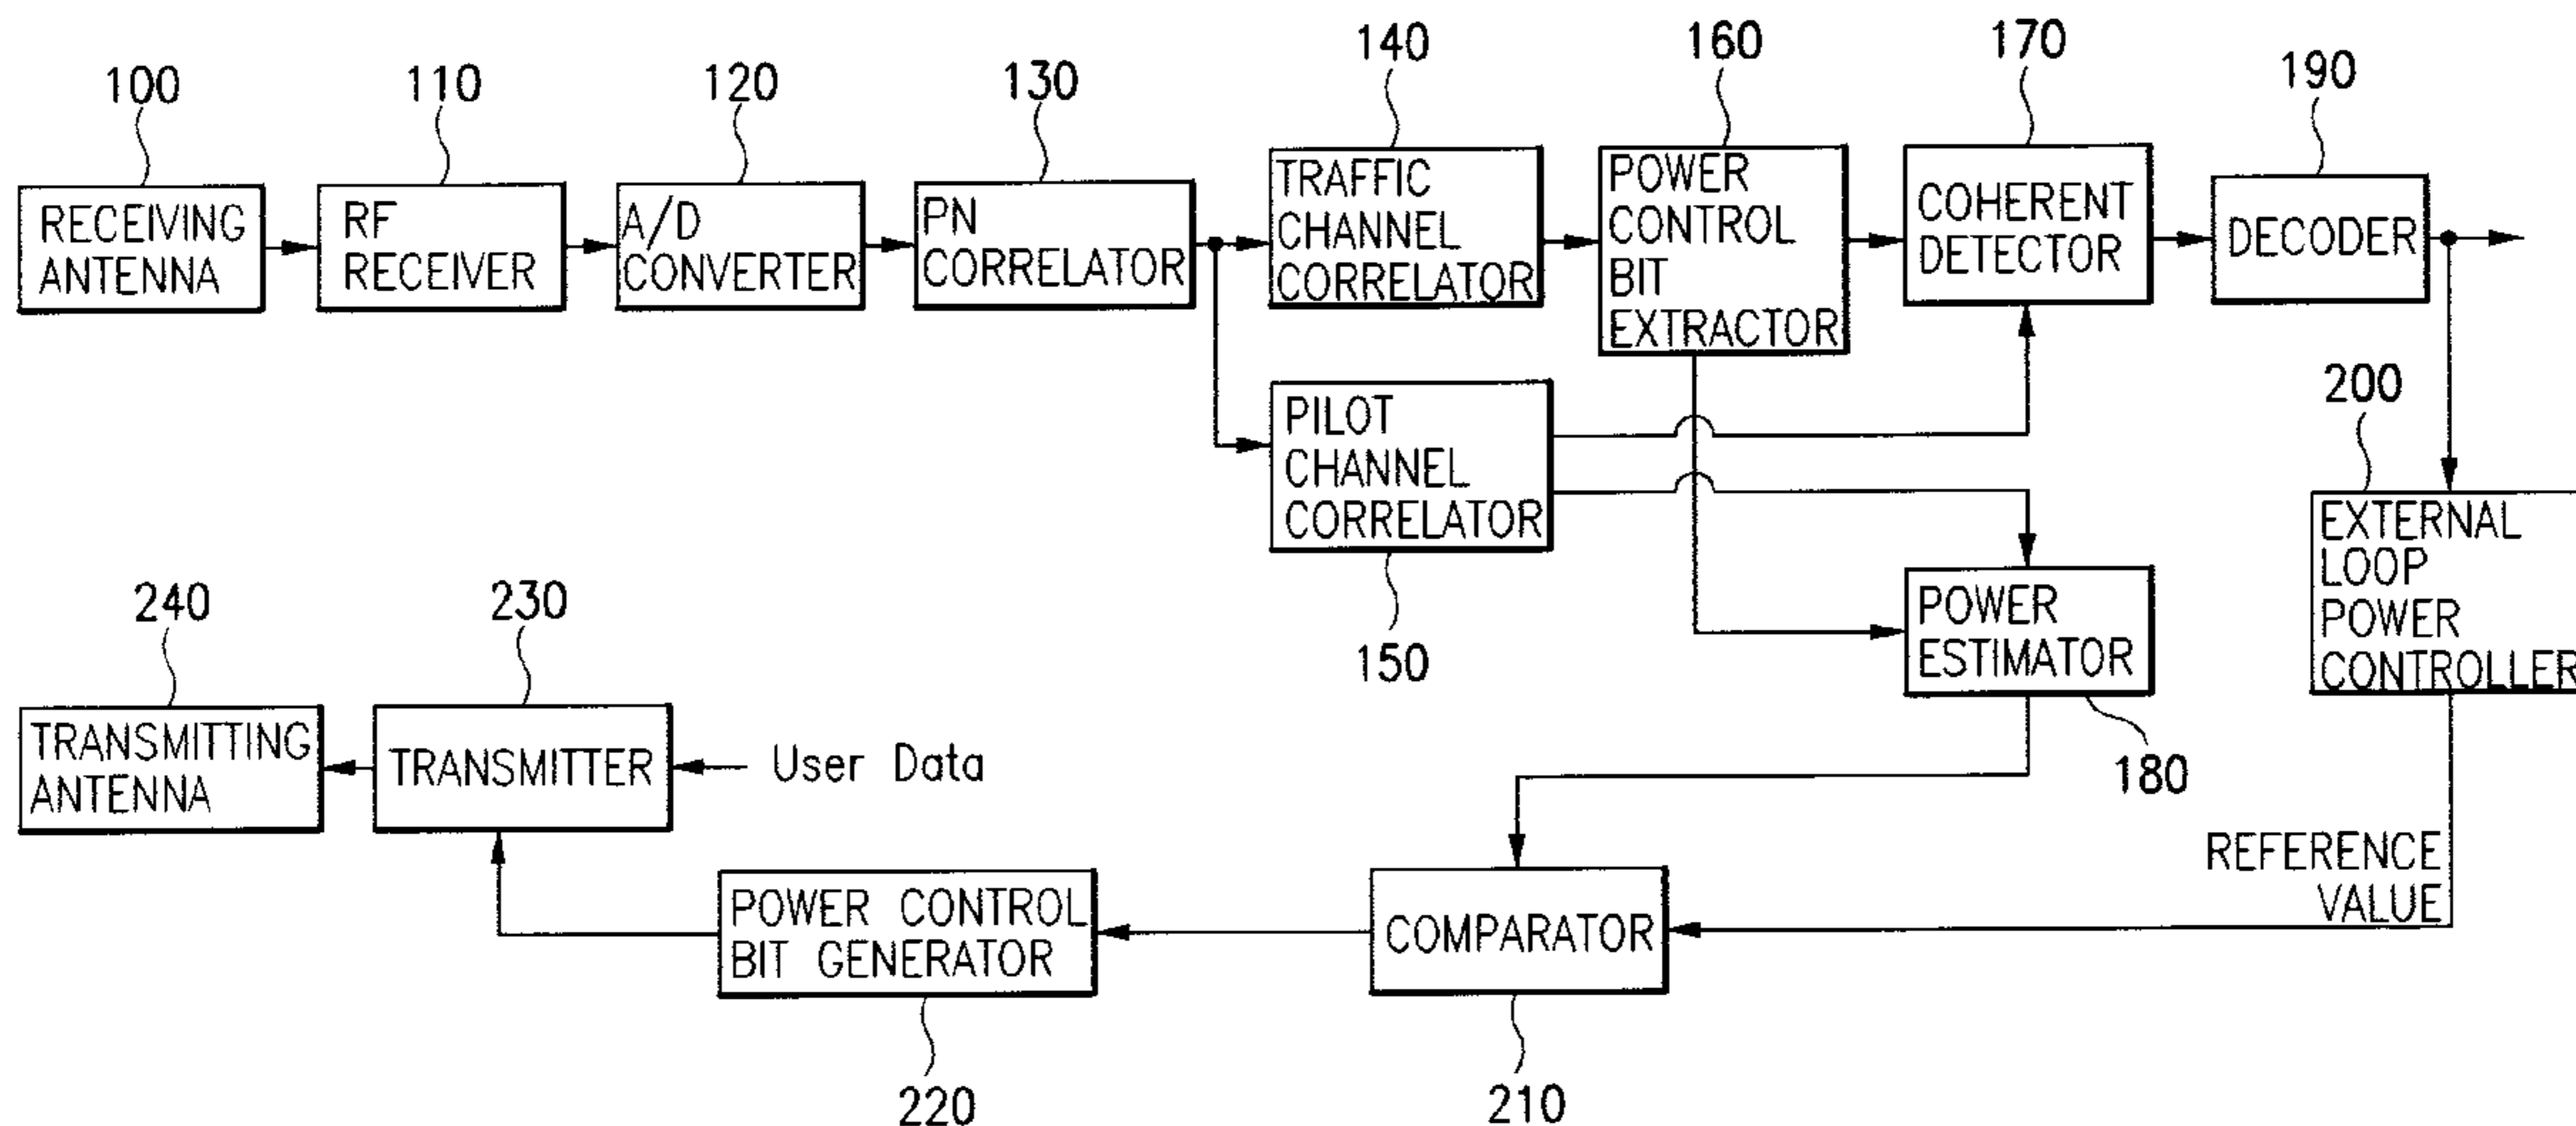 100
110
120
130
140
160
170
190
RECEIVING
ANTENNA
RF
RECEIVER
A/D
CONVERTER
PN
CORRELATOR
TRAFFIC
CHANNEL
CORRELATOR
POWER
CONTROL
BIT
EXTRACTOR
COHERENT
DETECTOR
DECODER
200
PILOT
CHANNEL
CORRELATOR
150
EXTERNAL
LOOP
POWER
CONTROLLER
POWER
ESTIMATOR
180
240
230
TRANSMITTING
ANTENNA
TRANSMITTER
User Data
REFERENCE
VALUE
POWER CONTROL
BIT GENERATOR
COMPARATOR
220
210